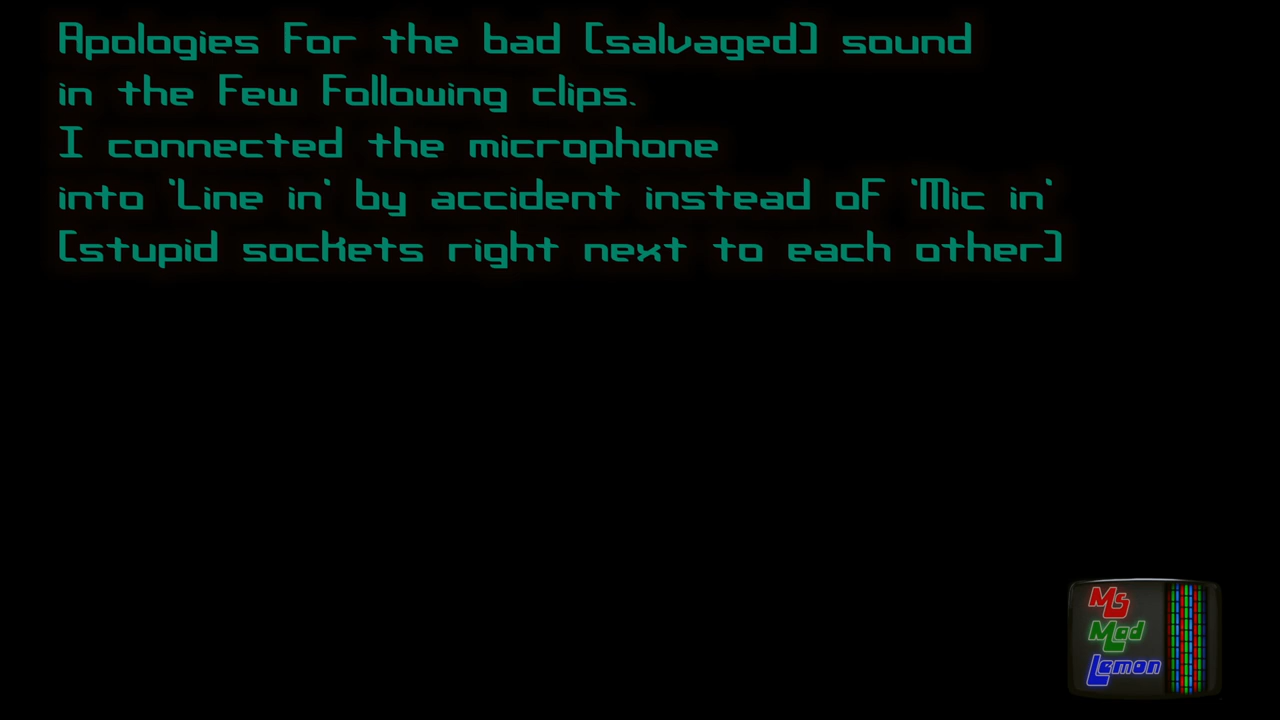 Apologies for the bad (salvaged) sound
in the few following clips.
I connected the microphone
into 'Line in' by accident instead of 'Mic in'
(stupid sockets right next to each other)
Ms
Mad
Lemon